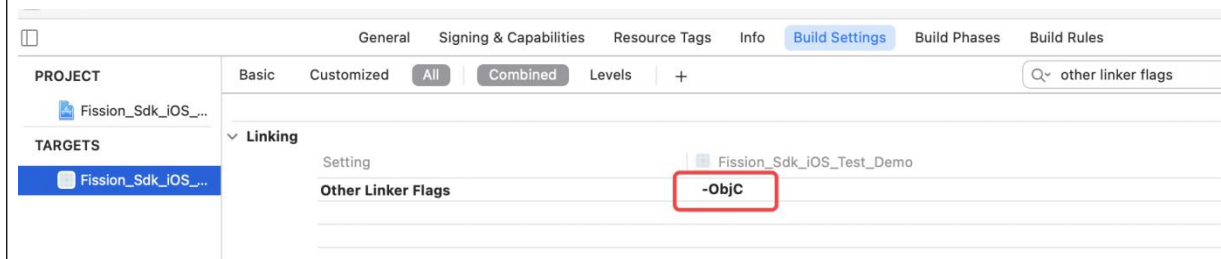 General Signing & Capabilities Resource Tags Info Build Settings Build Phases Build Rules
PROJECT Basic Customized All Combined Levels + other linker flags
Fission_Sdk_iOS_...
TARGETS Linking
Setting Fission_Sdk_iOS_Test_Demo
Fission_Sdk_iOS_... Other Linker Flags -ObjC